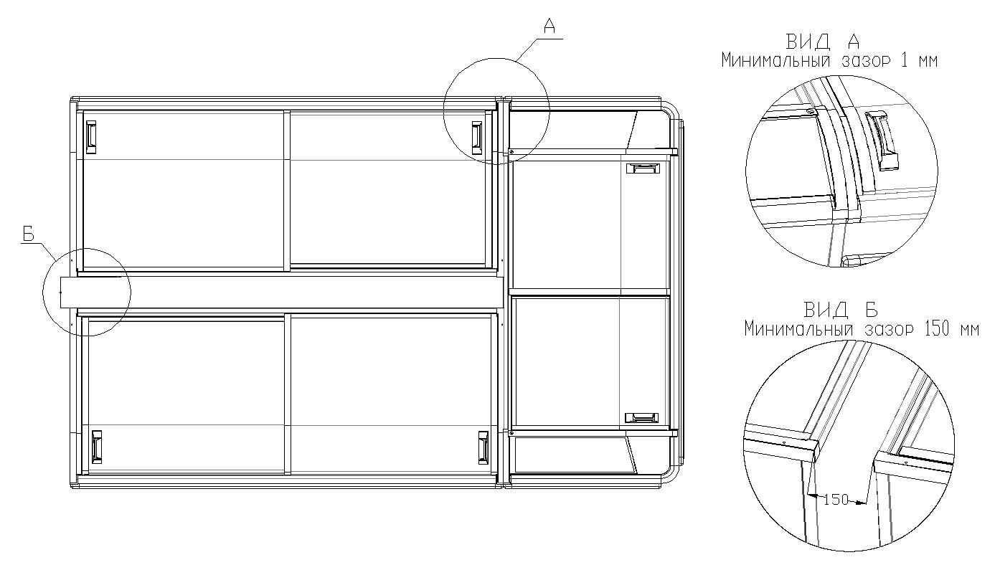 А
ВИД А
Минимальный зазор 1 мм
Б
ВИД Б
Минимальный зазор 150 мм
150